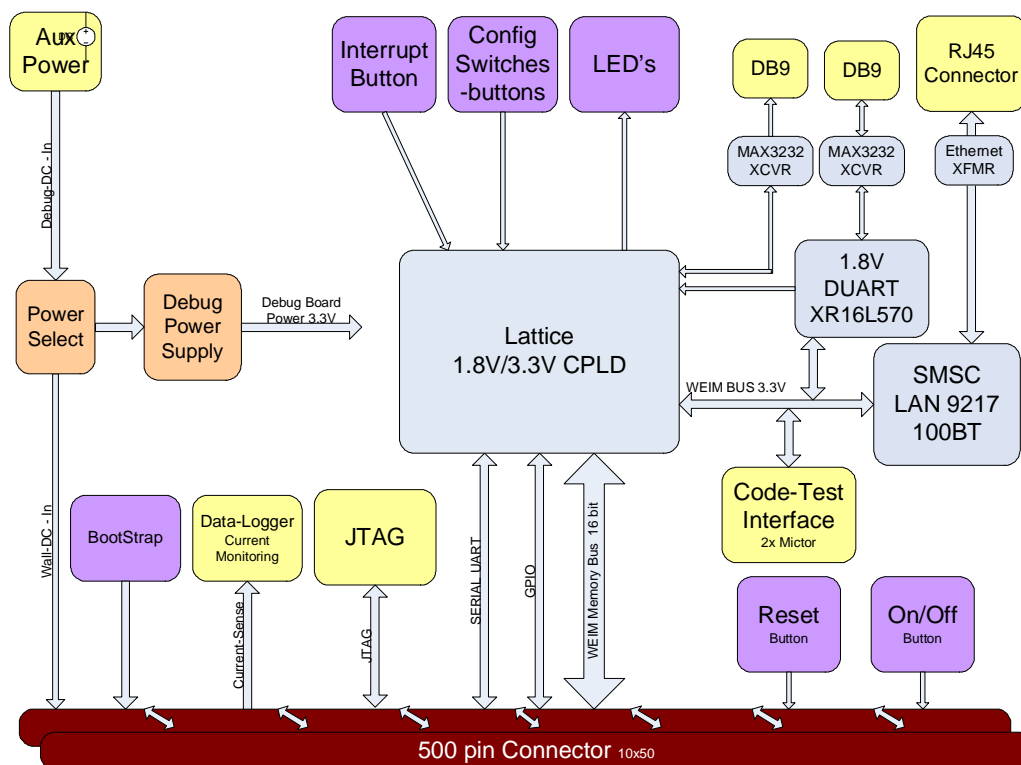 Aux
Power
Interrupt
Button
Config
Switches
-buttons
LED's
DB9
DB9
RJ45
Connector
MAX3232
XCVR
MAX3232
XCVR
Ethernet
XFMR
Debug-DC - In
Power
Select
Debug
Power
Supply
Debug Board
Power 3.3V
Lattice
1.8V/3.3V CPLD
1.8V
DUART
XR16L570
WEIM BUS 3.3V
SMSC
LAN 9217
100BT
Code-Test
Interface
2x Mictor
Wall-DC - In
BootStrap
Data-Logger
Current
Monitoring
JTAG
Current-Sense
JTAG
SERIAL UART
GPIO
WEIM Memory Bus 16 bit
Reset
Button
On/Off
Button
500 pin Connector 10x50